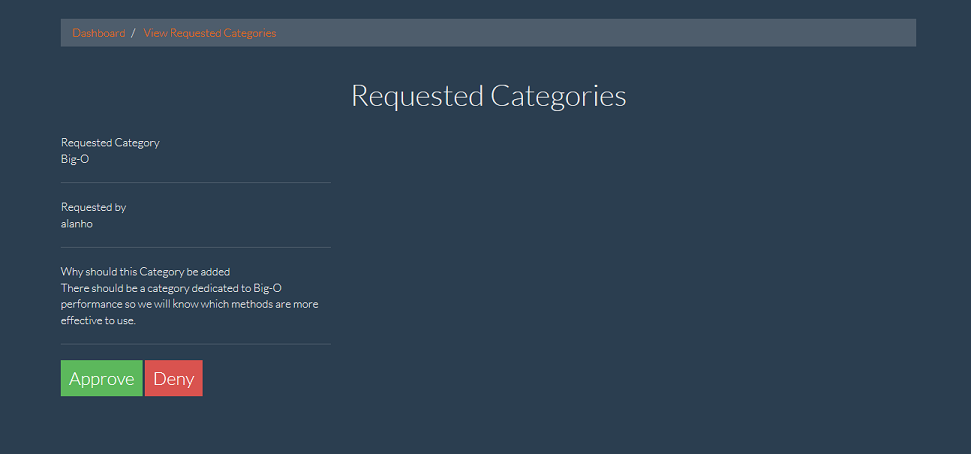 Dashboard / View Requested Categories
Requested Categories
Requested Category
Big-O
Requested by
alanho
Why should this Category be added
There should be a category dedicated to Big-O
performance so we will know which methods are more
effective to use.
Approve Deny